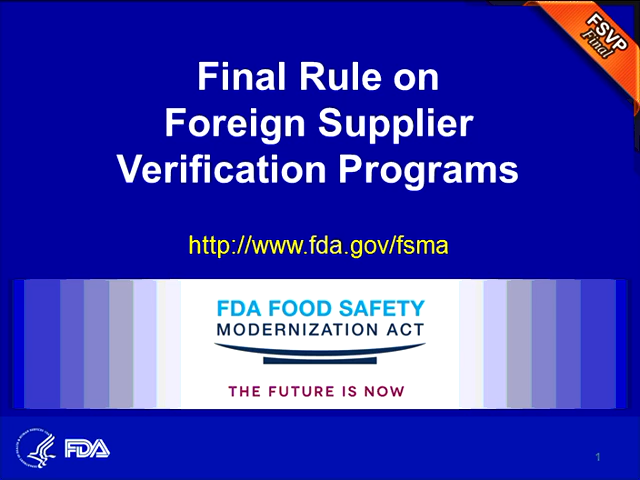 FSVP
Final
Final Rule on
Foreign Supplier
Verification Programs
http://www.fda.gov/fsma
FDA FOOD SAFETY
MODERNIZATION ACT
THE FUTURE IS NOW
FDA
1